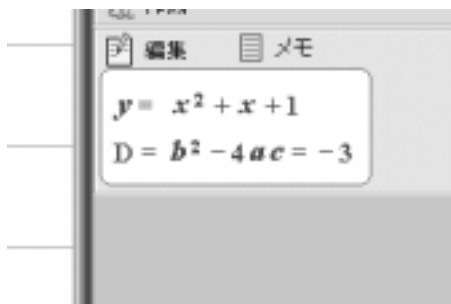 編集 メモ
y = x² + x + 1
D = b² − 4ac = −3